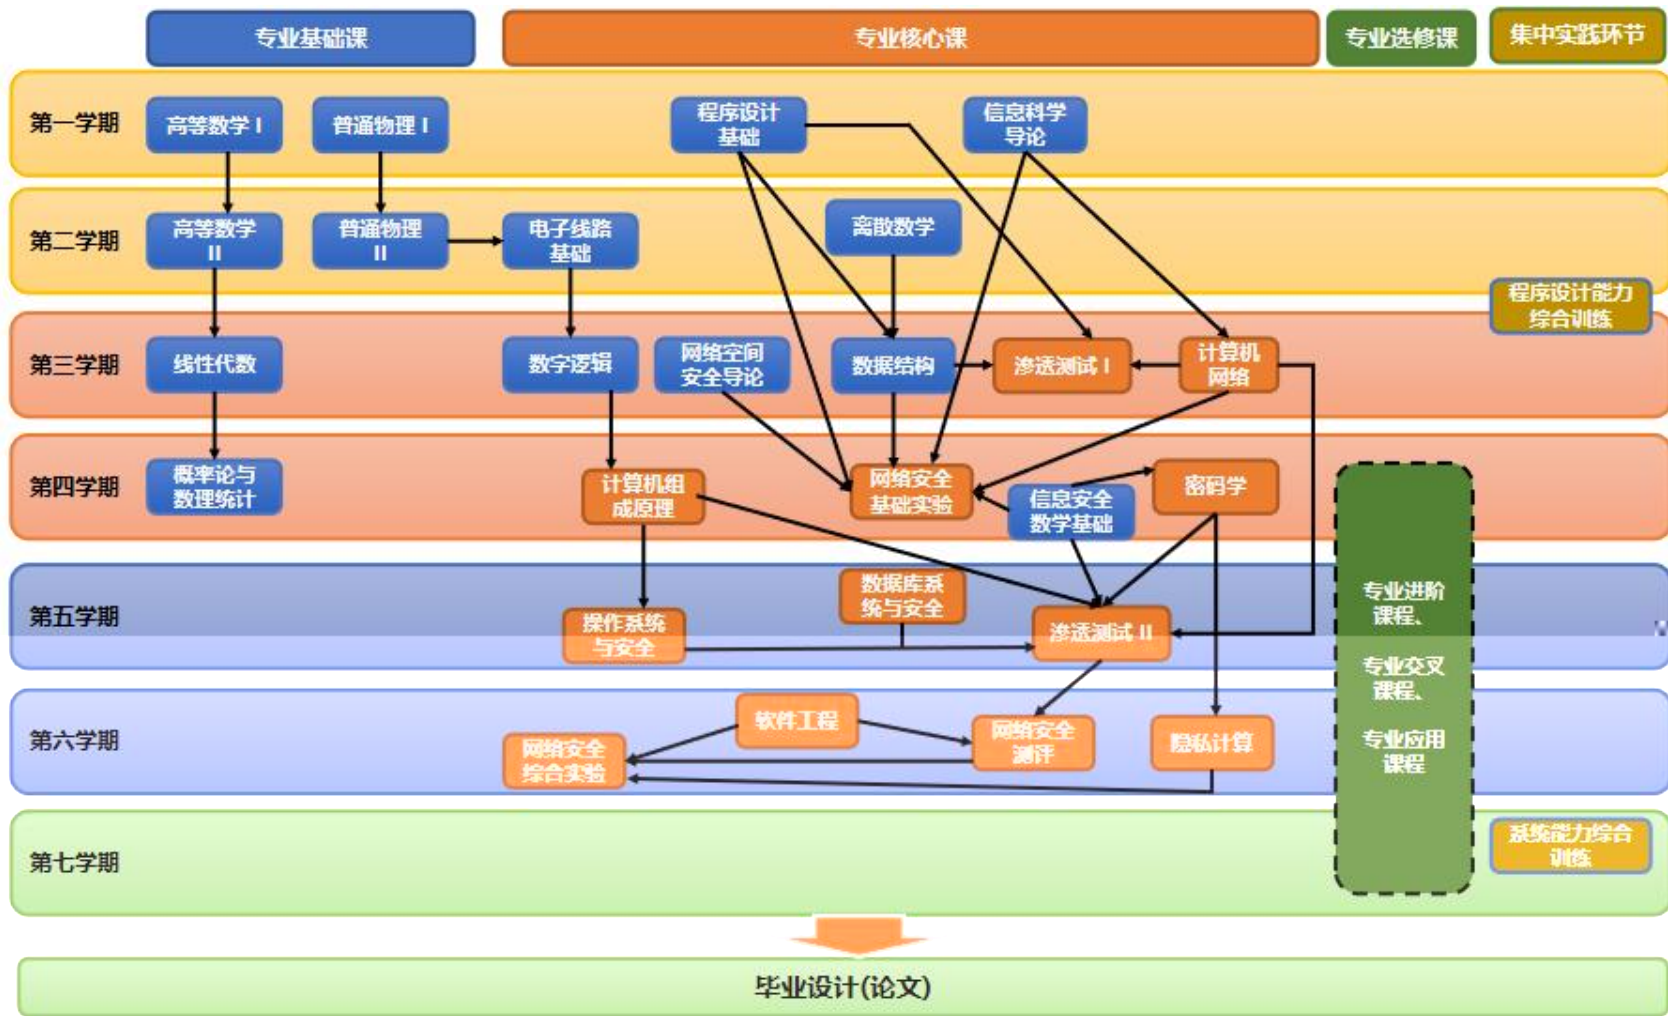 专业基础课
专业核心课
专业选修课
集中实践环节
第一学期
高等数学 I
普通物理 I
程序设计
基础
信息科学
导论
第二学期
高等数学
II
普通物理
II
电子线路
基础
离散数学
程序设计能力
综合训练
第三学期
线性代数
数字逻辑
网络空间
安全导论
数据结构
渗透测试 I
计算机
网络
第四学期
概率论与
数理统计
计算机组
成原理
网络安全
基础实验
信息安全
数学基础
密码学
第五学期
操作系统
与安全
数据库系
统与安全
渗透测试 II
专业进阶
课程、
专业交叉
课程、
专业应用
课程
第六学期
网络安全
综合实验
软件工程
网络安全
测评
隐私计算
第七学期
系统能力综合
训练
毕业设计(论文)